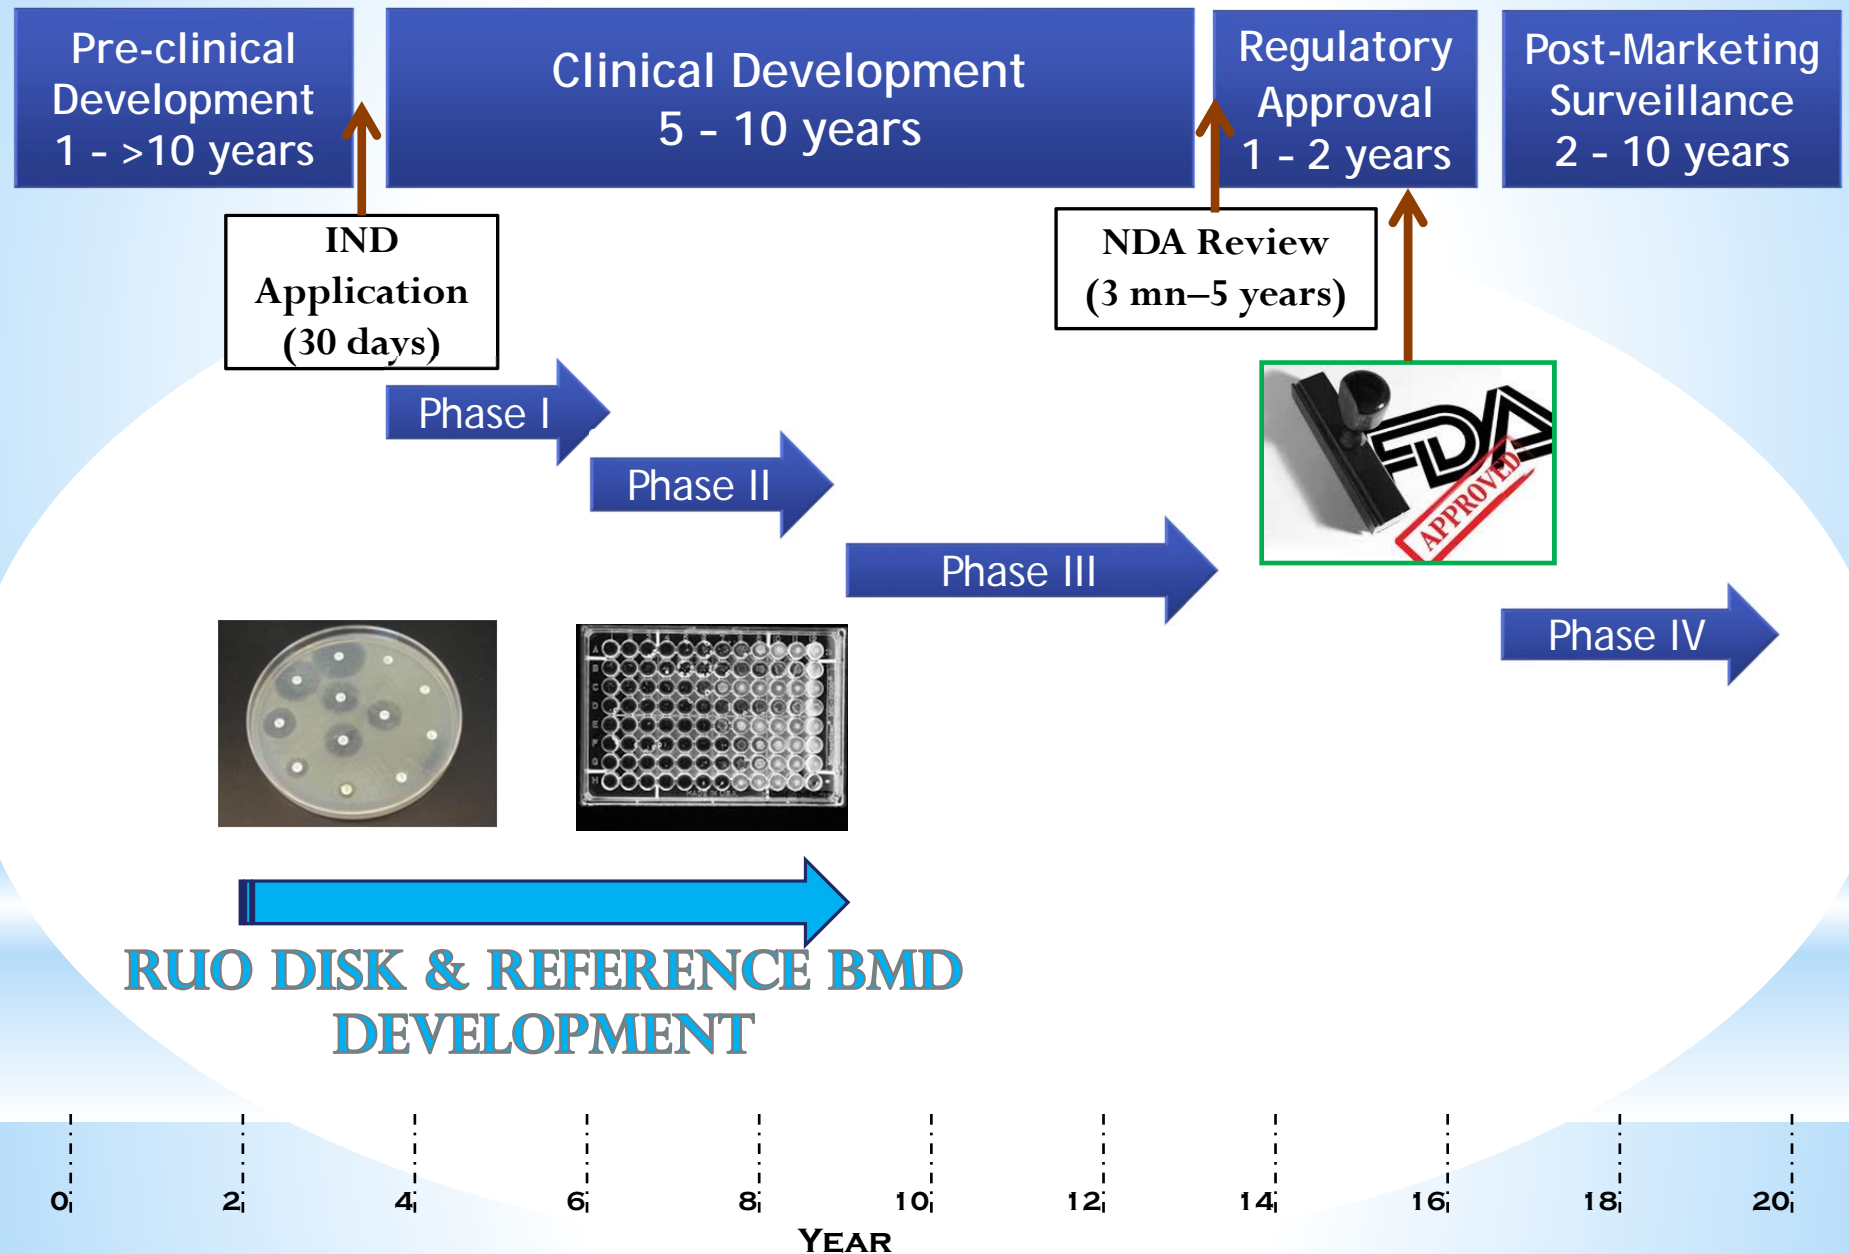 Pre-clinical
Development
1 - >10 years
Clinical Development
5 - 10 years
Regulatory
Approval
1 - 2 years
Post-Marketing
Surveillance
2 - 10 years
IND
Application
(30 days)
NDA Review
(3 mn–5 years)
Phase I
Phase II
Phase III
Phase IV
FDA
APPROVED
A
B
C
D
E
F
G
H
MADE IN USA
RUO DISK & REFERENCE BMD
DEVELOPMENT
0 2 4 6 8 10 12 14 16 18 20
YEAR